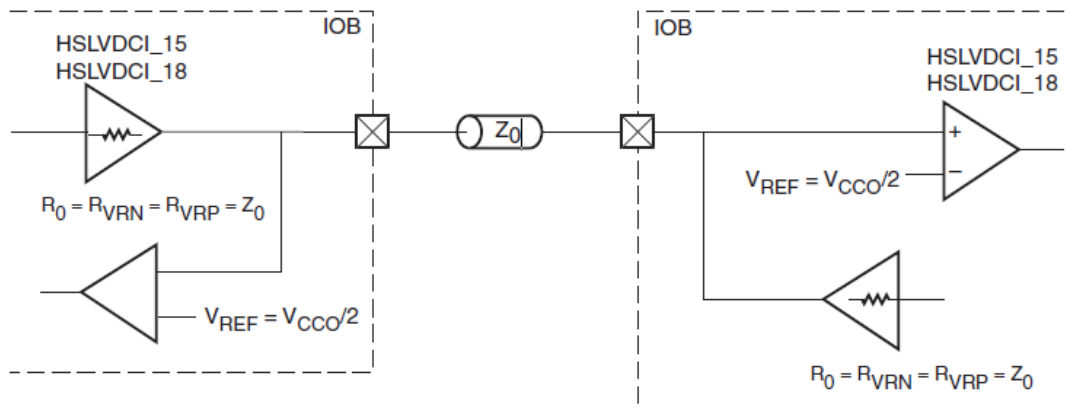 IOB
HSLVDCI_15
HSLVDCI_18
R0 = RVRN = RVRP = Z0
VREF = VCCO/2
Z0
IOB
HSLVDCI_15
HSLVDCI_18
+
VREF = VCCO/2
–
R0 = RVRN = RVRP = Z0